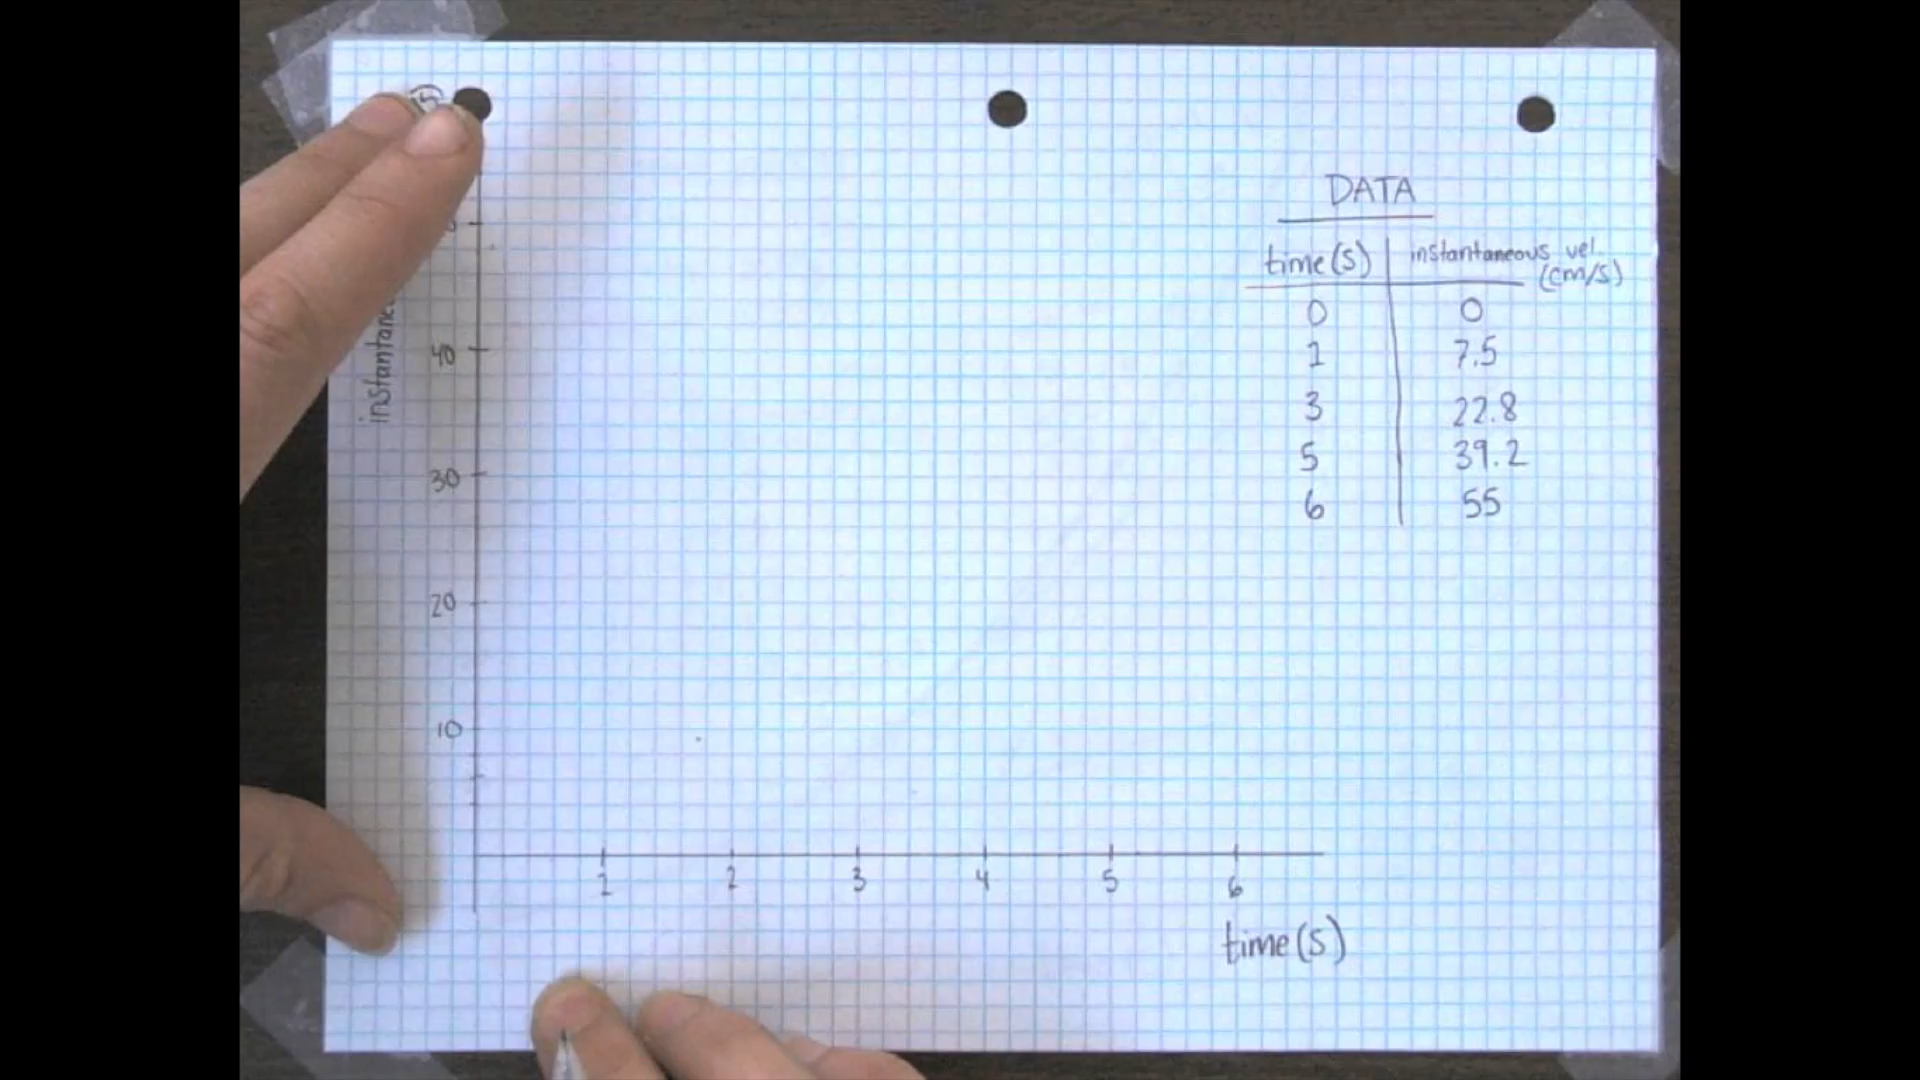 DATA
time(s) instantaneous vel.
(cm/s)
0 0
1 7.5
3 22.8
5 39.2
6 55
40
30
20
10
1 2 3 4 5 6
time(s)